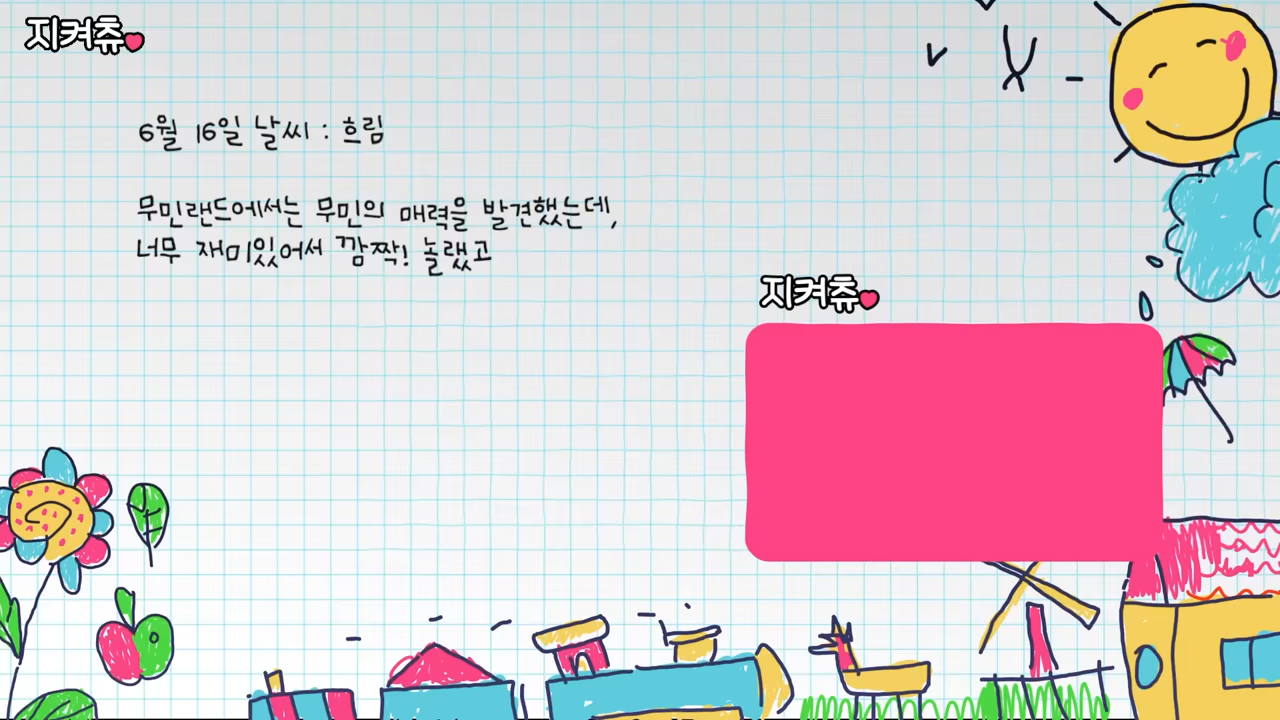 지켜츄
6월 16일 날씨 : 흐림
무민랜드에서는 무민의 매력을 발견했는데,
너무 재미있어서 깜짝! 놀랬고
지켜츄